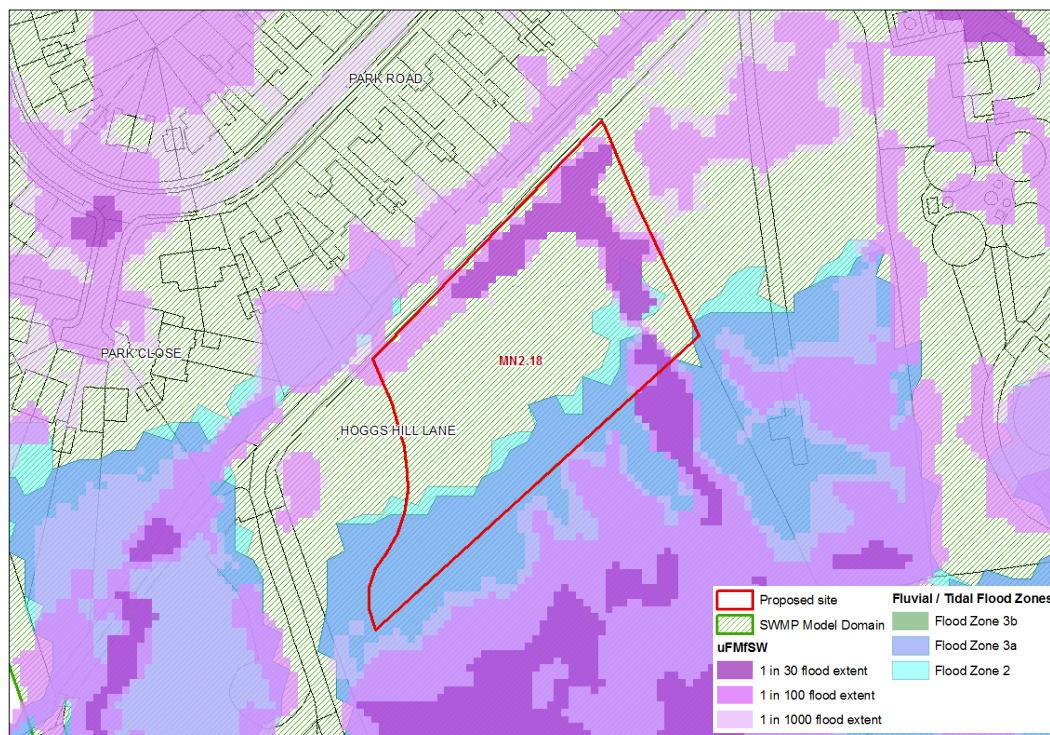 PARK ROAD
PARK CLOSE
MN2.18
HOGGS HILL LANE
Proposed site
SWMP Model Domain
uFMfSW
1 in 30 flood extent
1 in 100 flood extent
1 in 1000 flood extent
Fluvial / Tidal Flood Zones
Flood Zone 3b
Flood Zone 3a
Flood Zone 2